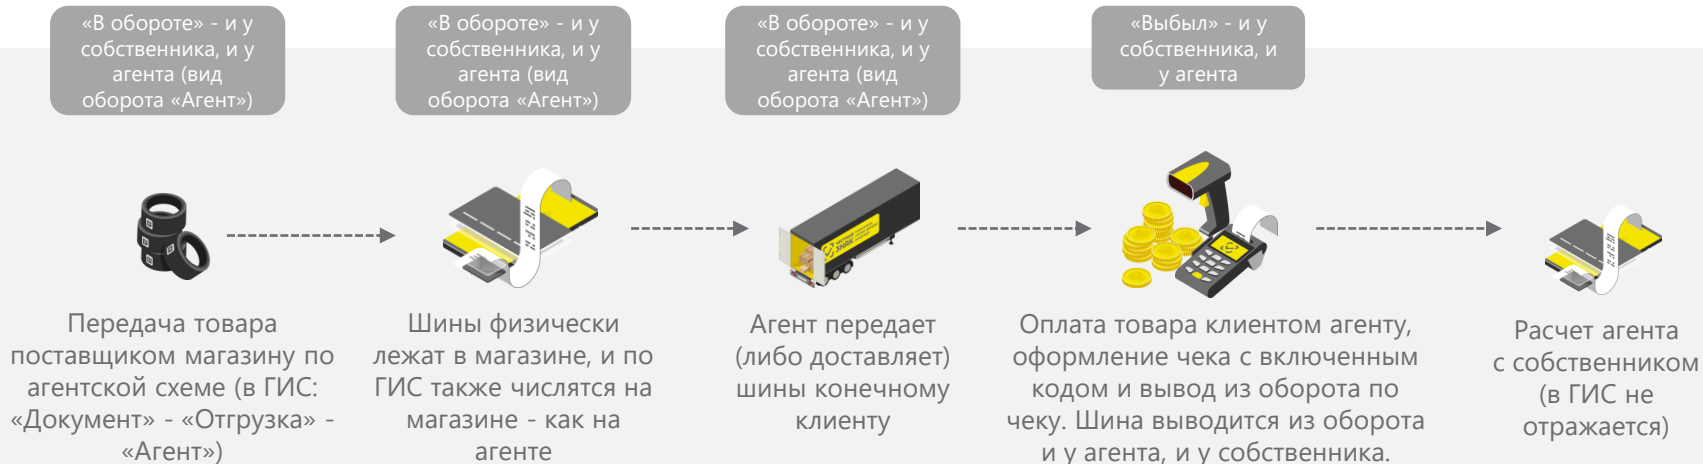 «В обороте» - и у
собственника, и у
агента (вид
оборота «Агент»)
«В обороте» - и у
собственника, и у
агента (вид
оборота «Агент»)
«В обороте» - и у
собственника, и у
агента (вид
оборота «Агент»)
«Выбыл» - и у
собственника, и
у агента
ЗНАК
Передача товара
поставщиком магазину по
агентской схеме (в ГИС:
«Документ» - «Отгрузка» -
«Агент»)
Шины физически
лежат в магазине, и по
ГИС также числятся на
магазине - как на
агенте
Агент передает
(либо доставляет)
шины конечному
клиенту
Оплата товара клиентом агенту,
оформление чека с включенным
кодом и вывод из оборота по
чеку. Шина выводится из оборота
и у агента, и у собственника.
Расчет агента
с собственником
(в ГИС не
отражается)